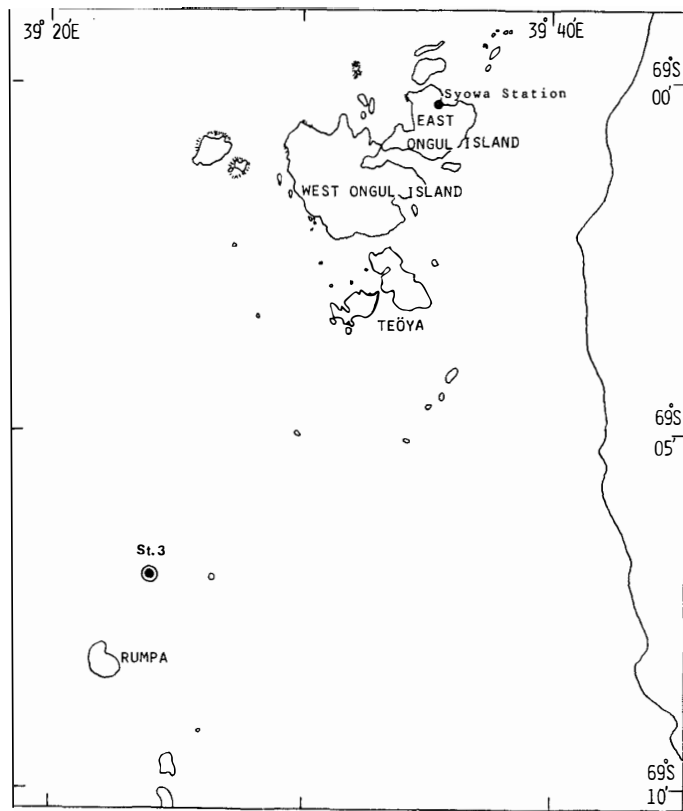 39° 20'E
39° 40'E
69°S
00'
Syowa Station
EAST
ONGUL ISLAND
WEST ONGUL ISLAND
TEÖYA
69°S
05'
St.3
RUMPA
69°S
10'